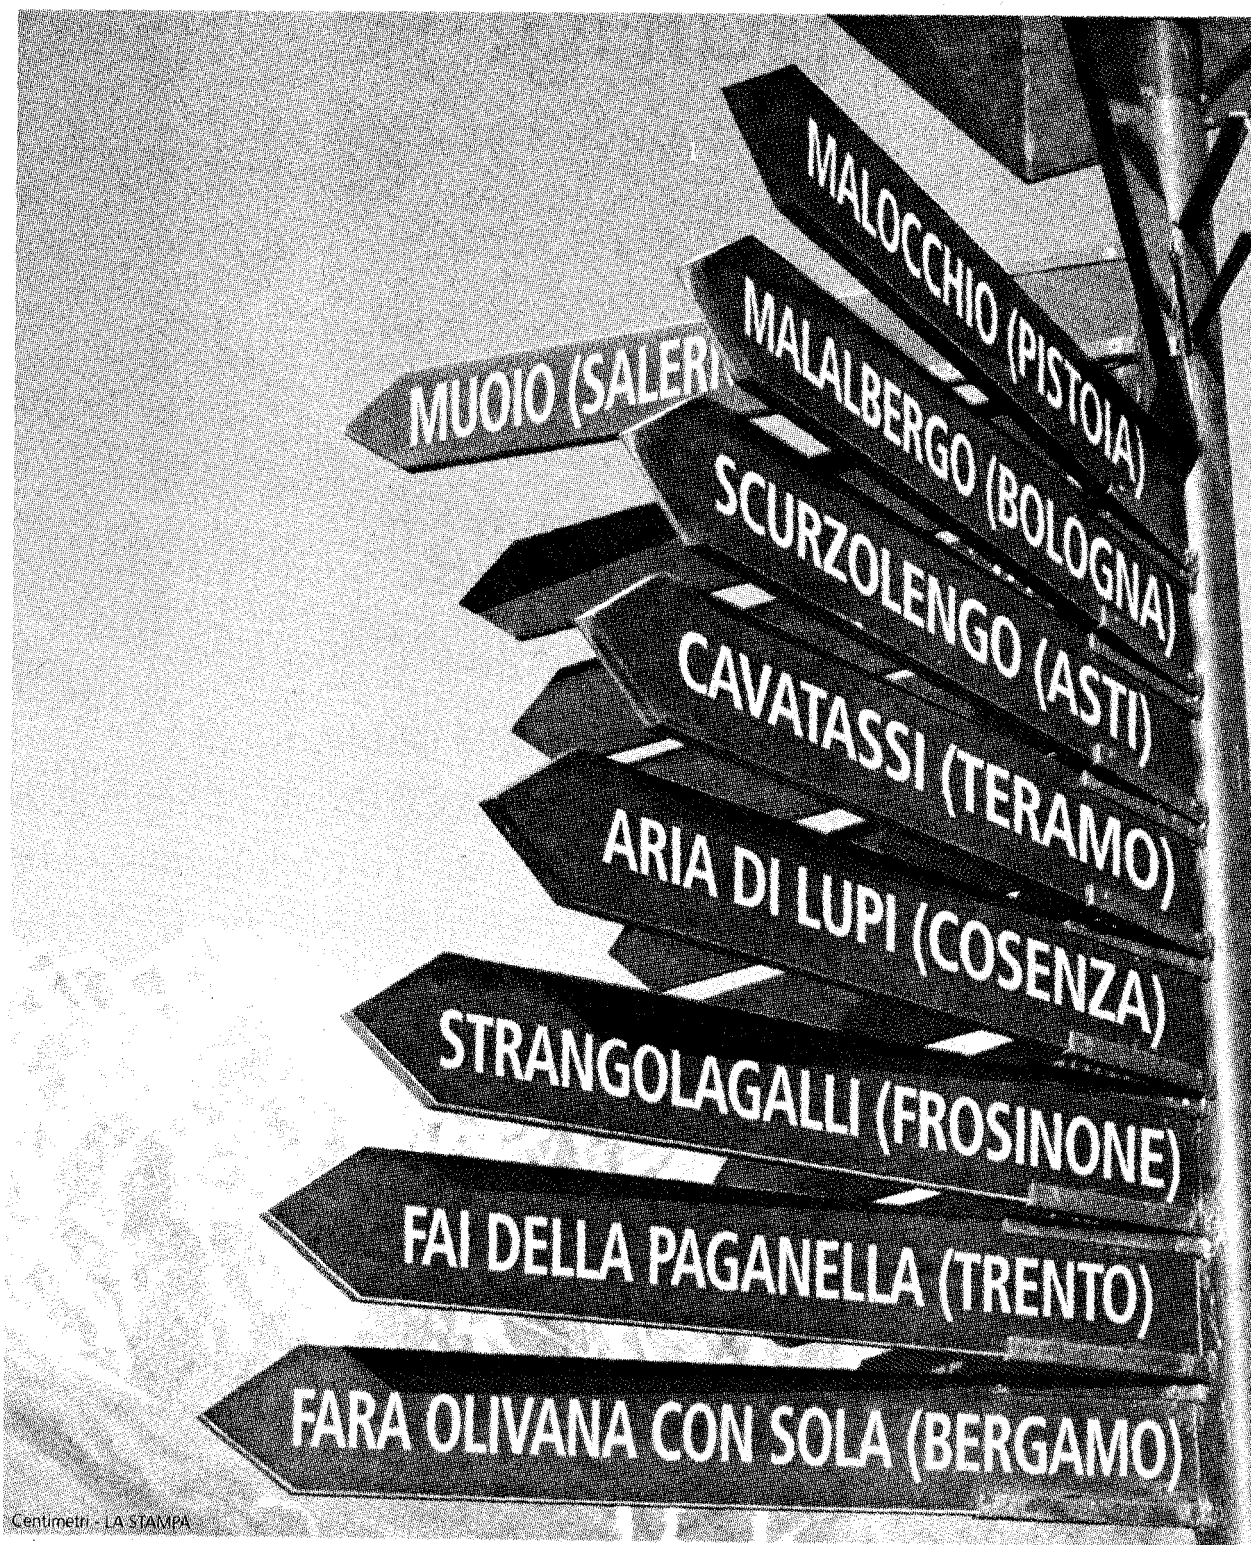 MALOCCHIO (PISTOIA)
MALALBERGO (BOLOGNA)
MUOIO (SALER
SCURZOLENGO (ASTI)
CAVATASSI (TERAMO)
ARIA DI LUPI (COSENZA)
STRANGOLAGALLI (FROSINONE)
FAI DELLA PAGANELLA (TRENTO)
FARA OLIVANA CON SOLA (BERGAMO)
Centimetri - LA STAMPA